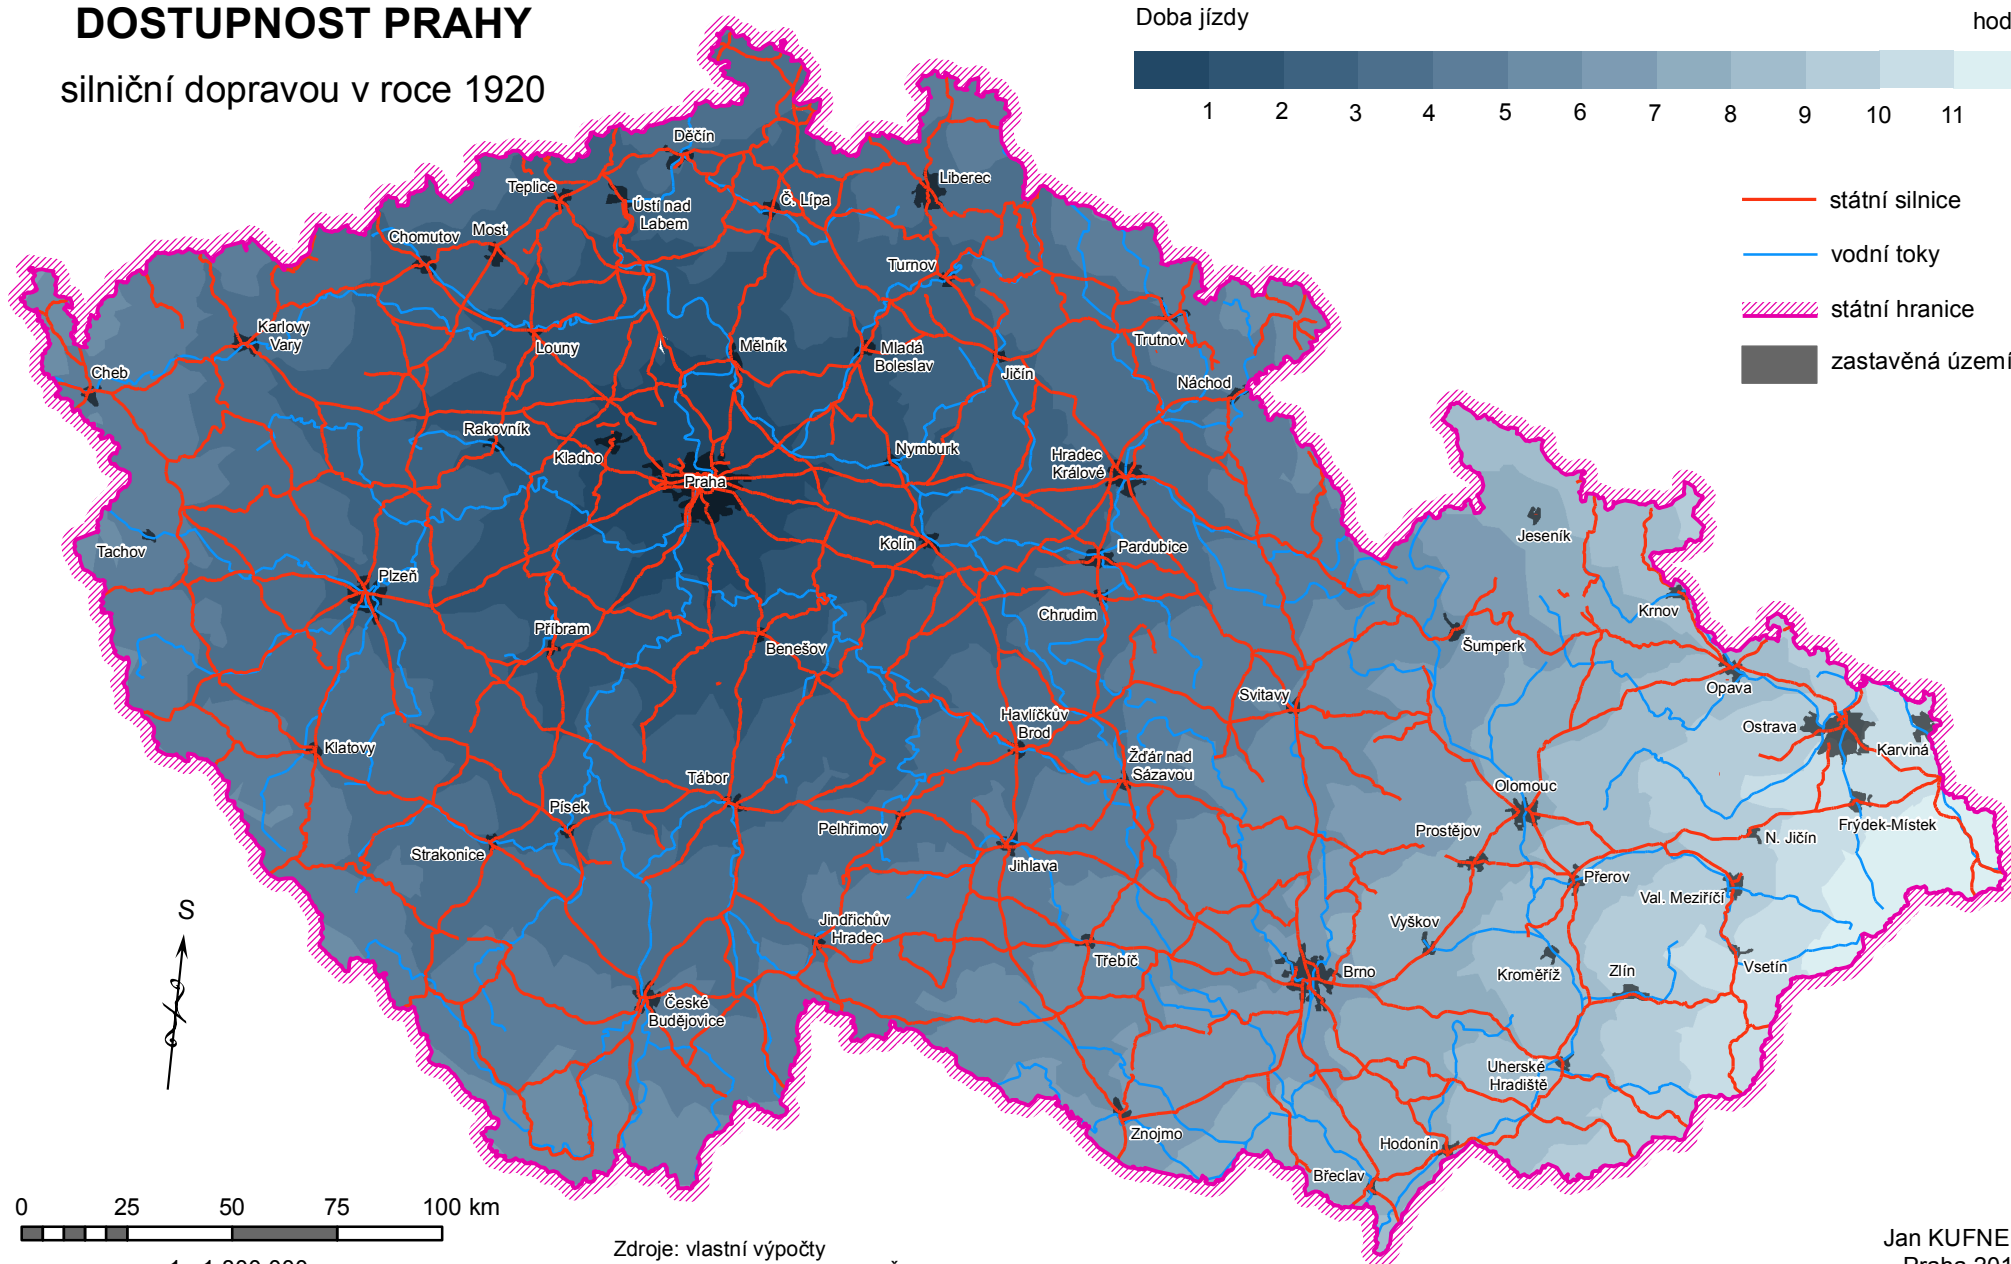 DOSTUPNOST PRAHY
silniční dopravou v roce 1920
Doba jízdy
hod
1 2 3 4 5 6 7 8 9 10 11
státní silnice
vodní toky
státní hranice
zastavěná území
Děčín
Teplice
Ústí nad
Labem
Č. Lípa
Liberec
Chomutov
Most
Turnov
Karlovy
Vary
Cheb
Louny
Mělník
Mladá
Boleslav
Jičín
Trutnov
Náchod
Rakovník
Kladno
Praha
Nymburk
Hradec
Králové
Tachov
Plzeň
Kolín
Pardubice
Chrudim
Jeseník
Krnov
Šumperk
Příbram
Benešov
Svitavy
Opava
Ostrava
Karviná
Klatovy
Havlíčkův
Brod
Žďár nad
Sázavou
Tábor
Písek
Strakonice
Pelhřimov
Jihlava
Olomouc
Prostějov
Přerov
N. Jičín
Frýdek-Místek
Val. Meziříčí
Jindřichův
Hradec
Třebíč
Brno
Vyškov
Kroměříž
Zlín
Vsetín
České
Budějovice
Uherské
Hradiště
Znojmo
Hodonín
Břeclav
S
0 25 50 75 100 km
Zdroje: vlastní výpočty
Jan KUFNE